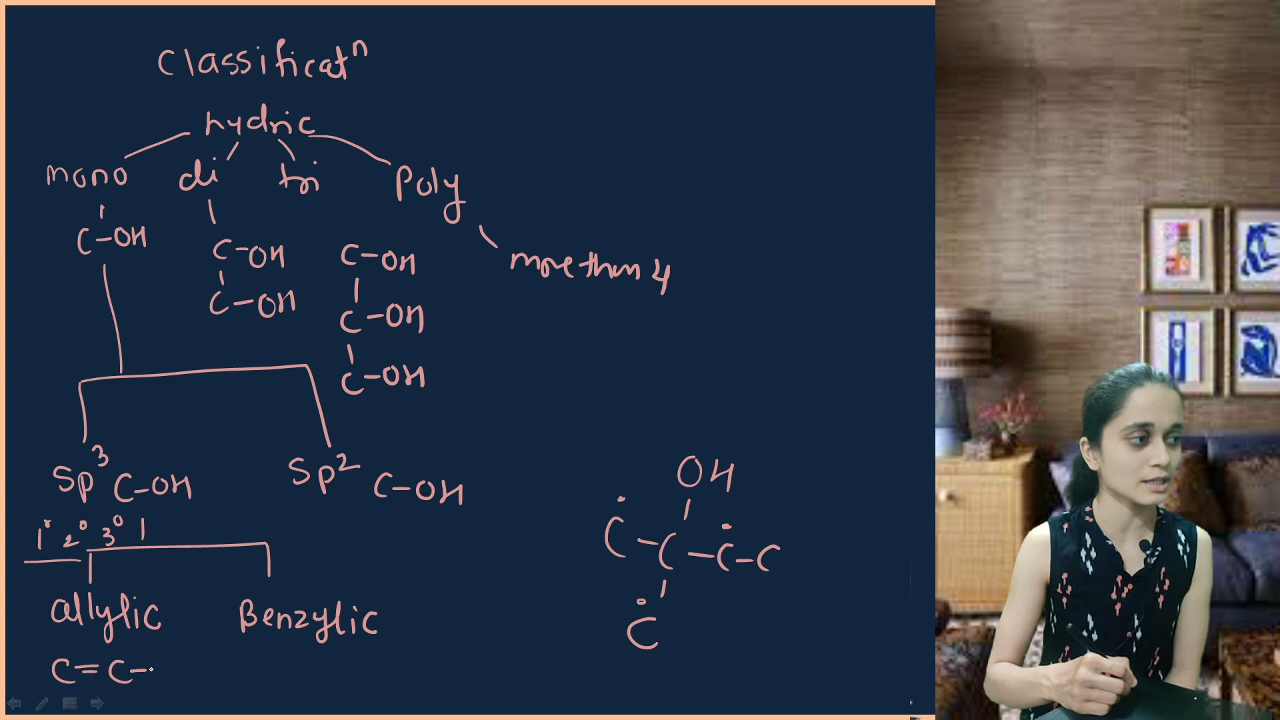 Classificatⁿ
hydric
mono di tri Poly
C-OH
C-OH
C-OH
C-OH
C-OH
C-OH
more than 4
Sp³ C-OH
Sp² C-OH
1° 2° 3°
allylic Benzylic
C=C-
OH
C-C-C-C
C